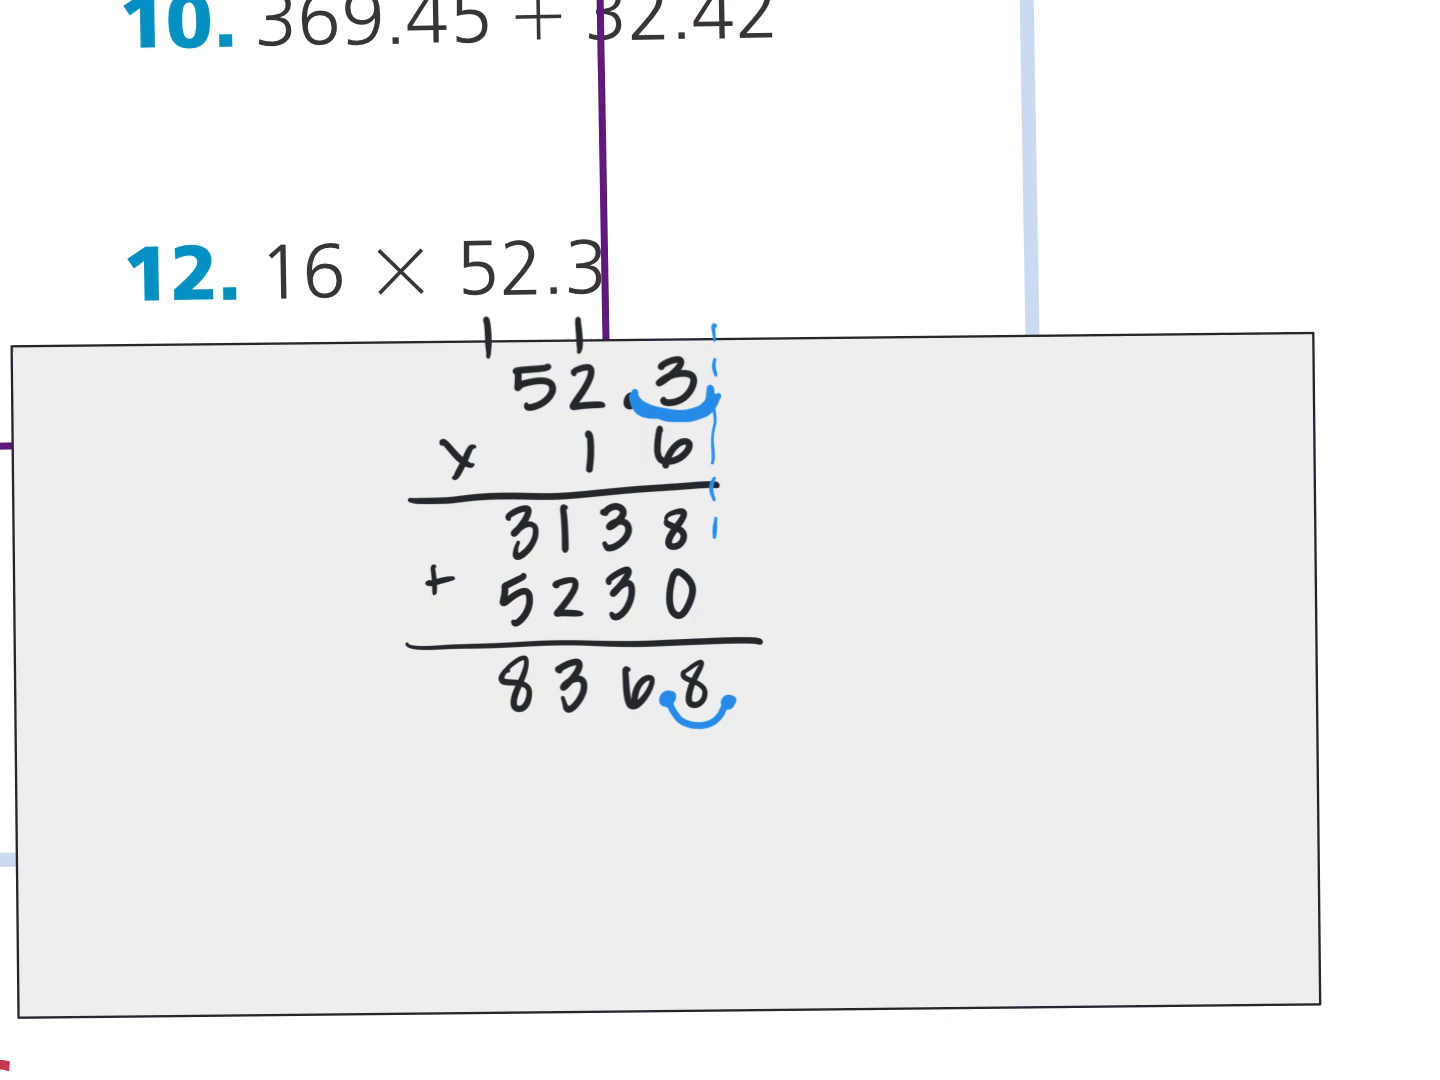 10. 369.45 + 32.42
12. 16 × 52.3
1 1
52.3
x 16
3138
+ 5230
836.8